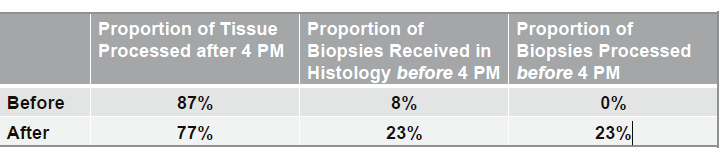 Proportion of Tissue Processed after 4 PM | Proportion of Biopsies Received in Histology before 4 PM | Proportion of Biopsies Processed before 4 PM
Before 87% 8% 0%
After 77% 23% 23%